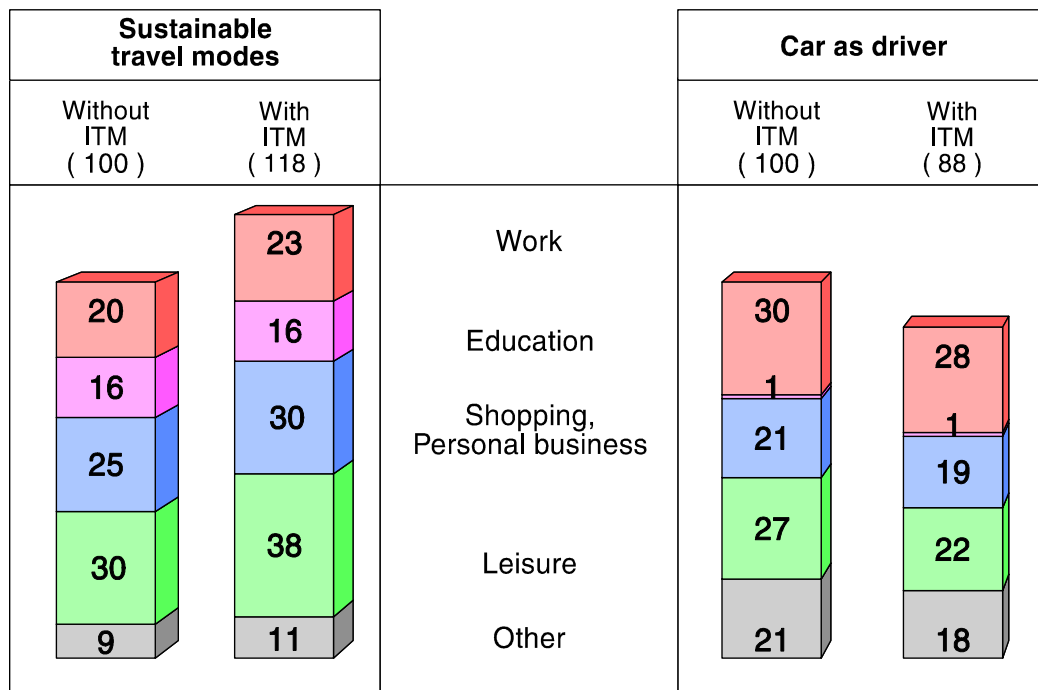 Sustainable
travel modes
Car as driver
Without
ITM
( 100 )
With
ITM
( 118 )
Without
ITM
( 100 )
With
ITM
( 88 )
20
16
25
30
9
23
16
30
38
11
Work
Education
Shopping,
Personal business
Leisure
Other
30
1
21
27
21
28
1
19
22
18